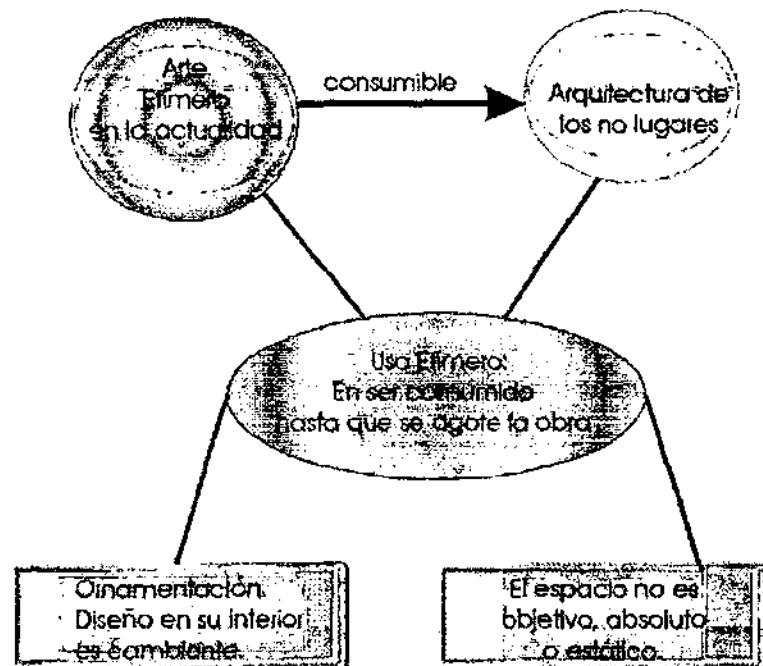 Arte
Efímero
en la actualidad
consumible
Arquitectura de
los no lugares
Uso Efímero:
En ser consumido
hasta que se agote la obra.
Ornamentación.
Diseño en su interior
es cambiante.
El espacio no es
objetivo, absoluto
o estático.